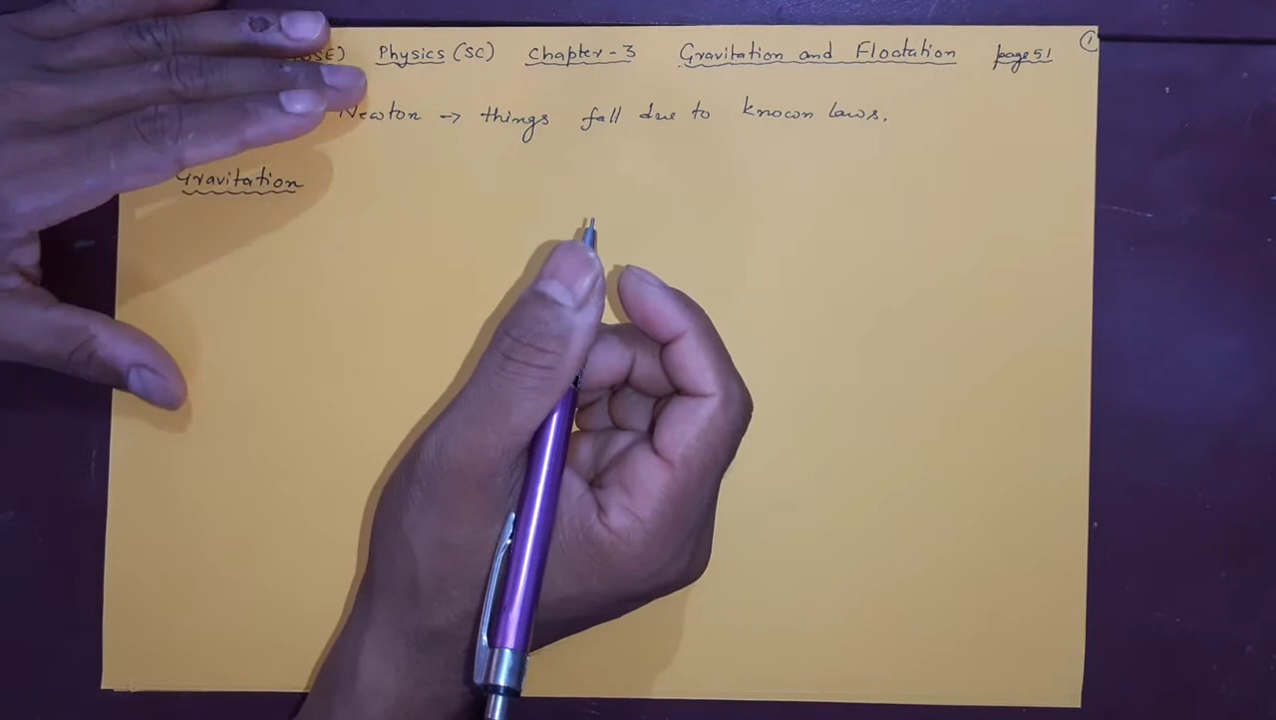 Physics (SC) Chapter-3 Gravitation and Floatation page 51 1
Newton → things fall due to known laws.
Gravitation